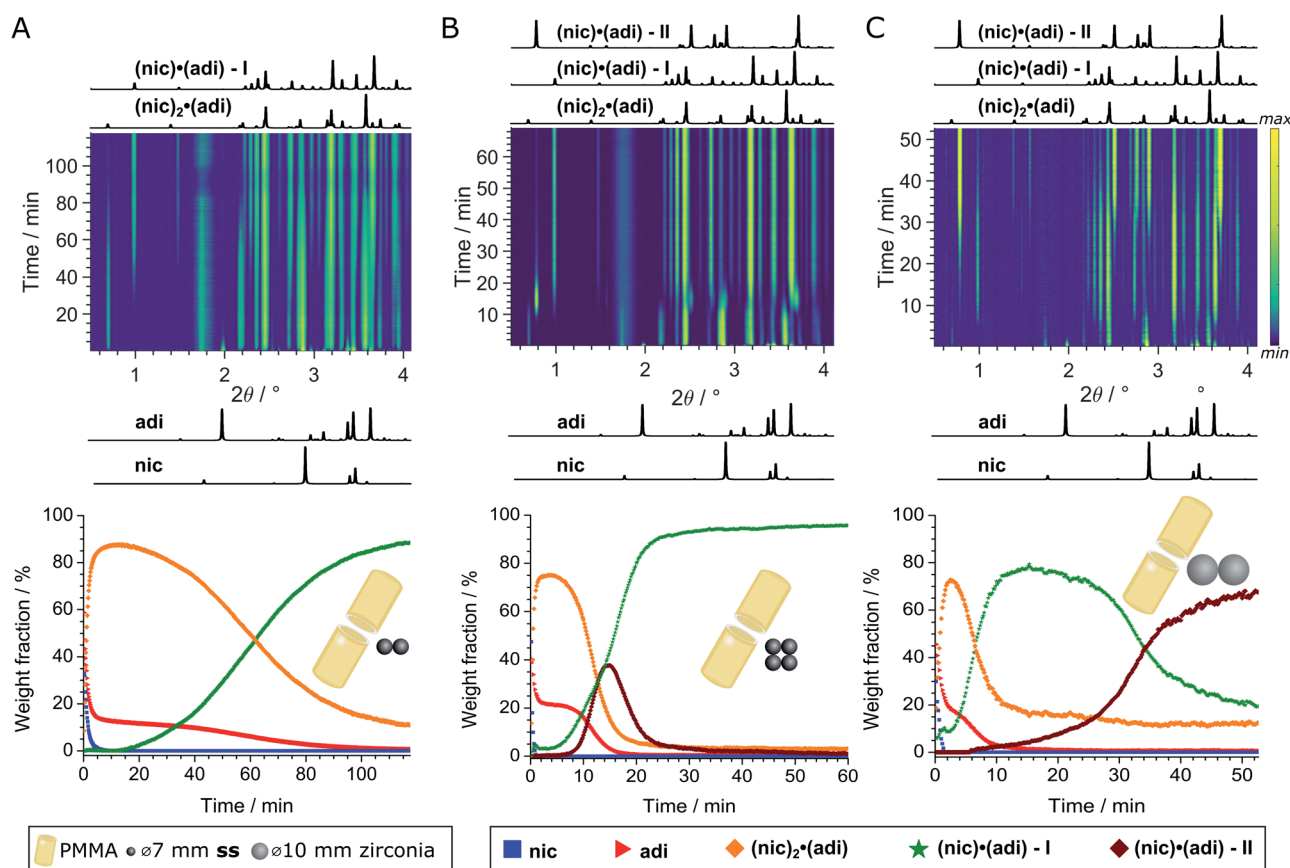 A
(nic)•(adi) - I
(nic)₂•(adi)
Time / min
100
80
60
40
20
1
2
3
4
2θ / °
adi
nic
Weight fraction / %
100
80
60
40
20
0
0
20
40
60
80
100
Time / min
B
(nic)•(adi) - II
(nic)•(adi) - I
(nic)₂•(adi)
Time / min
60
50
40
30
20
10
1
2
3
4
2θ / °
adi
nic
Weight fraction / %
100
80
60
40
20
0
0
10
20
30
40
50
60
Time / min
C
(nic)•(adi) - II
(nic)•(adi) - I
(nic)₂•(adi)
max
min
Time / min
50
40
30
20
10
1
2
3
4
2θ / °
°
adi
nic
Weight fraction / %
100
80
60
40
20
0
0
10
20
30
40
50
Time / min
PMMA ⌀7 mm ss ⌀10 mm zirconia
nic adi (nic)₂•(adi) (nic)•(adi) - I (nic)•(adi) - II